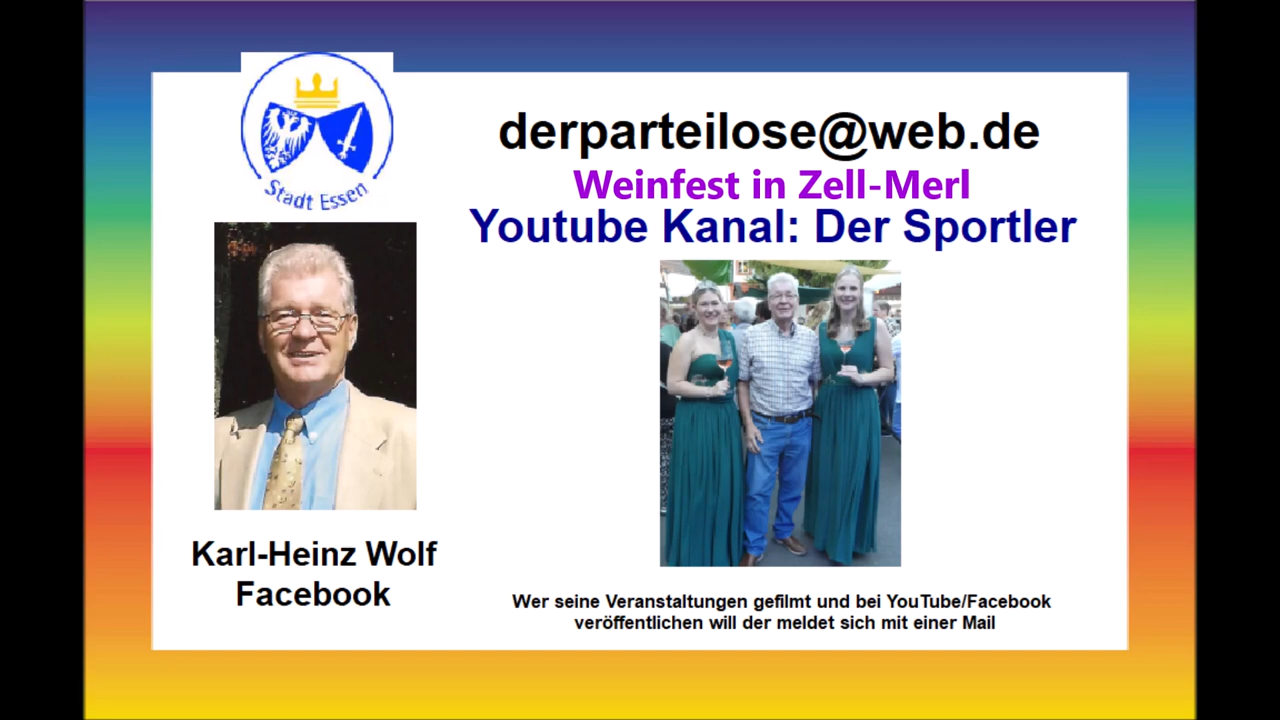 Stadt Essen
derparteilose@web.de
Weinfest in Zell-Merl
Youtube Kanal: Der Sportler
Karl-Heinz Wolf
Facebook
Wer seine Veranstaltungen gefilmt und bei YouTube/Facebook
veröffentlichen will der meldet sich mit einer Mail